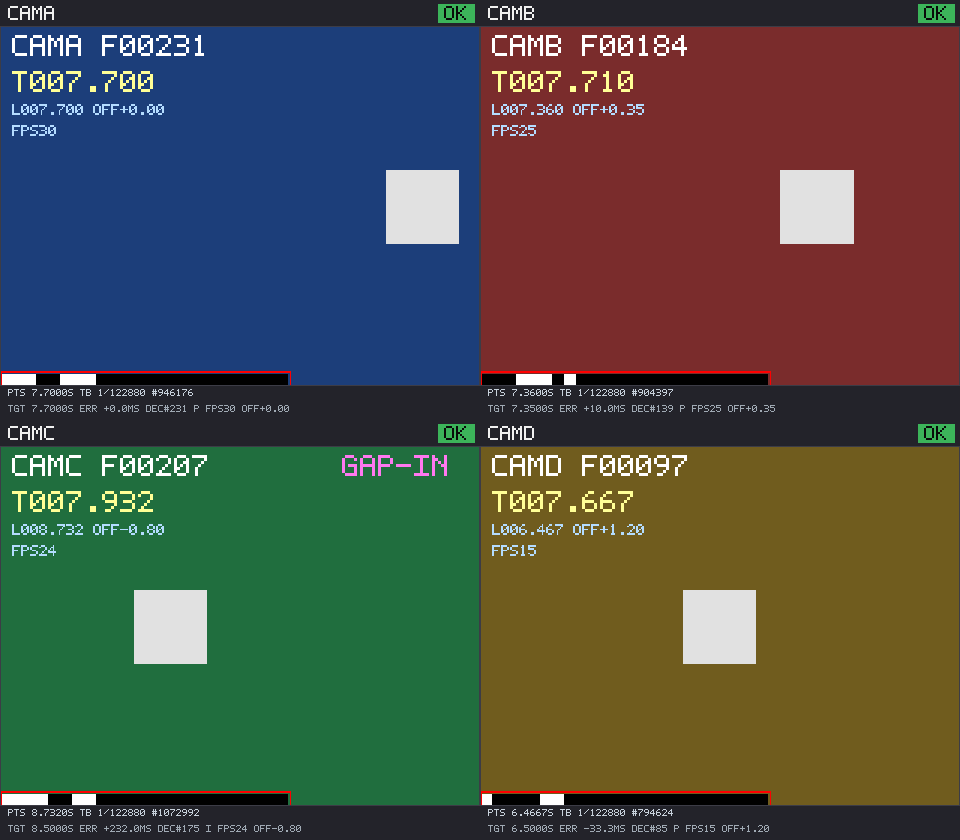 CAMA OK
CAMA F00231
T007.700
L007.700 OFF+0.00
FPS30
PTS 7.7000S TB 1/122880 #946176
TGT 7.7000S ERR +0.0MS DEC#231 P FPS30 OFF+0.00
CAMB OK
CAMB F00184
T007.710
L007.360 OFF+0.35
FPS25
PTS 7.3600S TB 1/122880 #904397
TGT 7.3500S ERR +10.0MS DEC#139 P FPS25 OFF+0.35
CAMC OK
CAMC F00207 GAP-IN
T007.932
L008.732 OFF-0.80
FPS24
PTS 8.7320S TB 1/122880 #1072992
TGT 8.5000S ERR +232.0MS DEC#175 I FPS24 OFF-0.80
CAMD OK
CAMD F00097
T007.667
L006.467 OFF+1.20
FPS15
PTS 6.4667S TB 1/122880 #794624
TGT 6.5000S ERR -33.3MS DEC#85 P FPS15 OFF+1.20